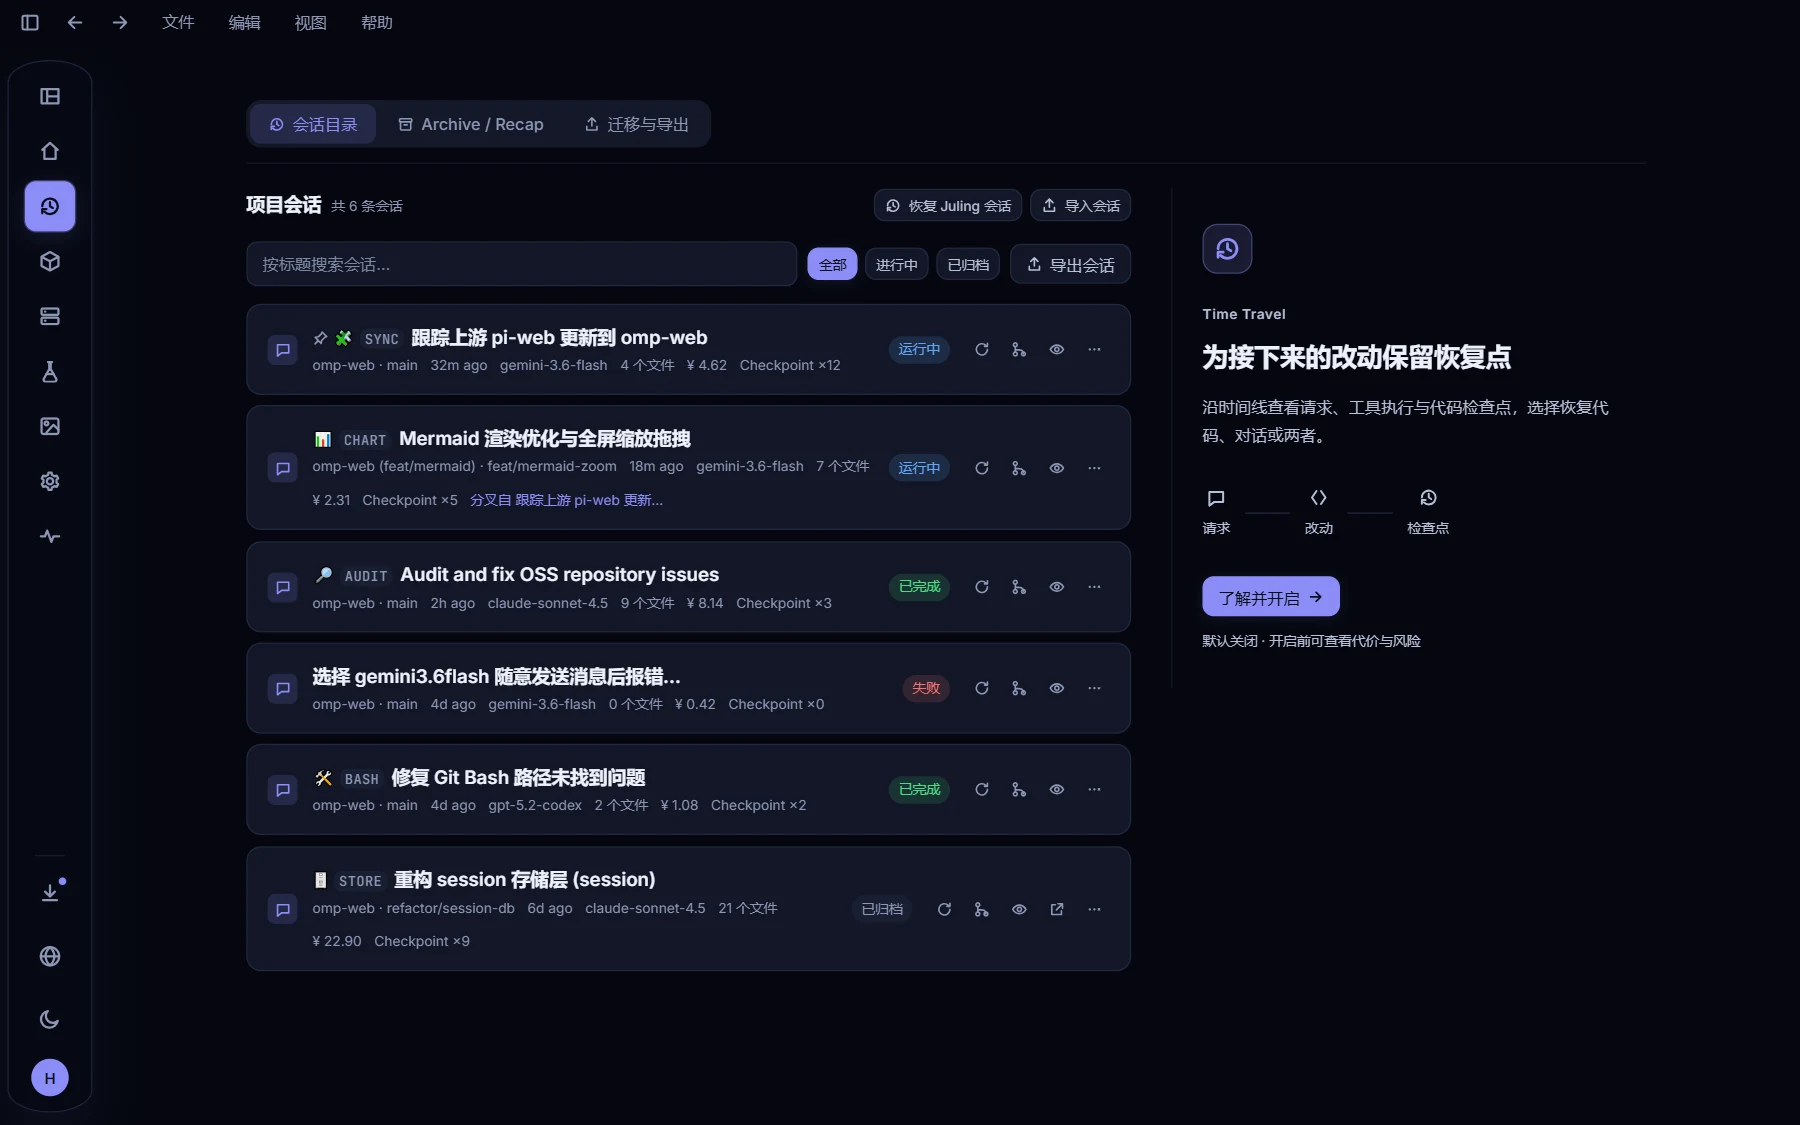 文件 编辑 视图 帮助
会话目录 Archive / Recap 迁移与导出
项目会话 共 6 条会话 恢复 Juling 会话 导入会话
按标题搜索会话... 全部 进行中 已归档 导出会话
SYNC 跟踪上游 pi-web 更新到 omp-web
omp-web · main 32m ago gemini-3.6-flash 4 个文件 ¥ 4.62 Checkpoint ×12 运行中
CHART Mermaid 渲染优化与全屏缩放拖拽
omp-web (feat/mermaid) · feat/mermaid-zoom 18m ago gemini-3.6-flash 7 个文件 运行中
¥ 2.31 Checkpoint ×5 分叉自 跟踪上游 pi-web 更新...
AUDIT Audit and fix OSS repository issues
omp-web · main 2h ago claude-sonnet-4.5 9 个文件 ¥ 8.14 Checkpoint ×3 已完成
选择 gemini3.6flash 随意发送消息后报错...
omp-web · main 4d ago gemini-3.6-flash 0 个文件 ¥ 0.42 Checkpoint ×0 失败
BASH 修复 Git Bash 路径未找到问题
omp-web · main 4d ago gpt-5.2-codex 2 个文件 ¥ 1.08 Checkpoint ×2 已完成
STORE 重构 session 存储层 (session)
omp-web · refactor/session-db 6d ago claude-sonnet-4.5 21 个文件 已归档
¥ 22.90 Checkpoint ×9
Time Travel
为接下来的改动保留恢复点
沿时间线查看请求、工具执行与代码检查点，选择恢复代
码、对话或两者。
请求 改动 检查点
了解并开启
默认关闭 · 开启前可查看代价与风险
H